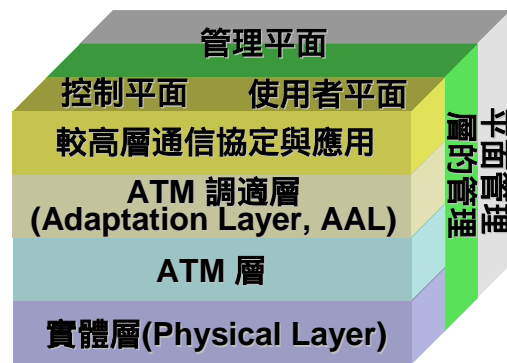 管理平面
控制平面 使用者平面
較高層通信協定與應用
ATM 調適層
(Adaptation Layer, AAL)
ATM 層
實體層(Physical Layer)
層的管理
平面管理